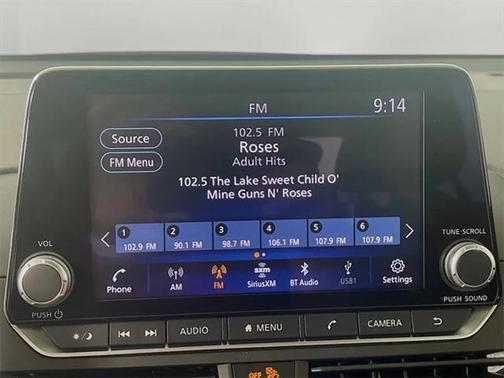 FM
9:14
Source
FM Menu
102.5 FM
Roses
Adult Hits
102.5 The Lake Sweet Child O'
Mine Guns N' Roses
1 2 3 4 5 6
102.9 FM 90.1 FM 98.7 FM 106.1 FM 107.9 FM 107.9 FM
Phone AM FM SiriusXM BT Audio USB1 Settings
sxm
VOL
PUSH
TUNE·SCROLL
PUSH SOUND
AUDIO MENU CAMERA
OFF